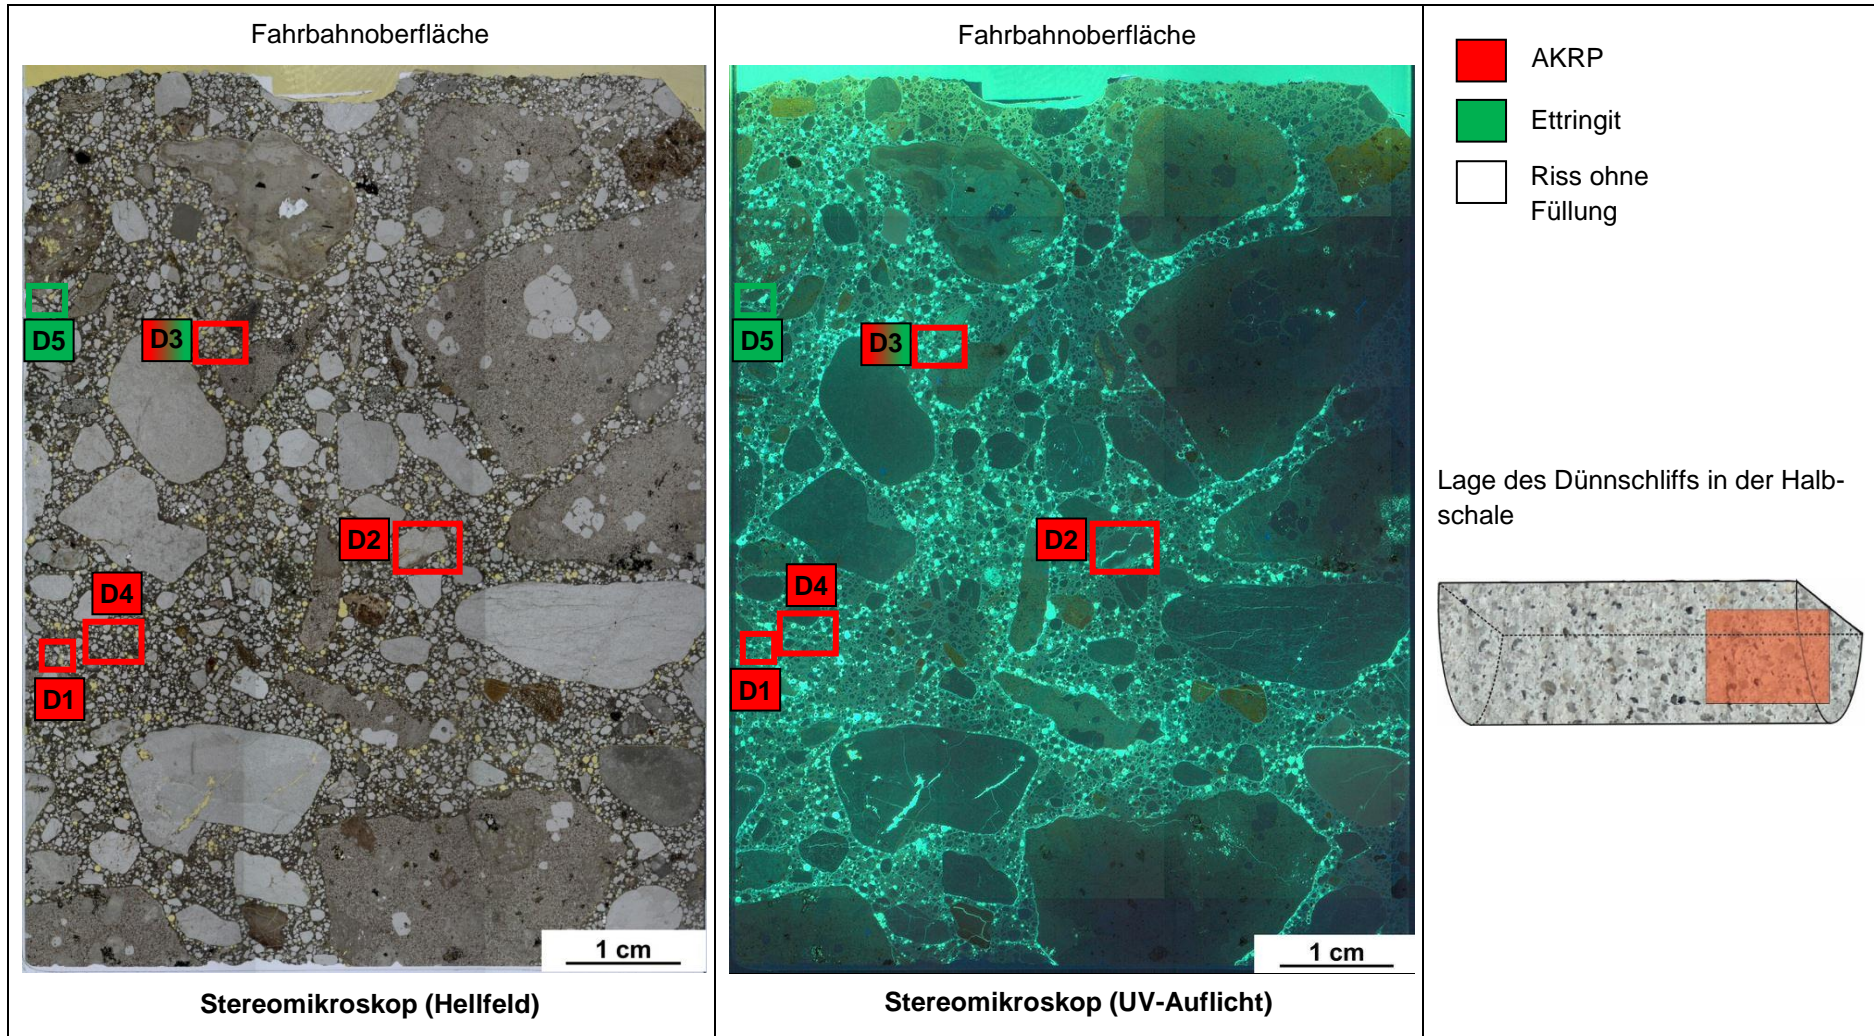 Fahrbahnoberfläche
D5
D3
D2
D4
D1
1 cm
Stereomikroskop (Hellfeld)
Fahrbahnoberfläche
D5
D3
D2
D4
D1
1 cm
Stereomikroskop (UV-Auflicht)
AKRP
Ettringit
Riss ohne
Füllung
Lage des Dünnschliffs in der Halb-
schale